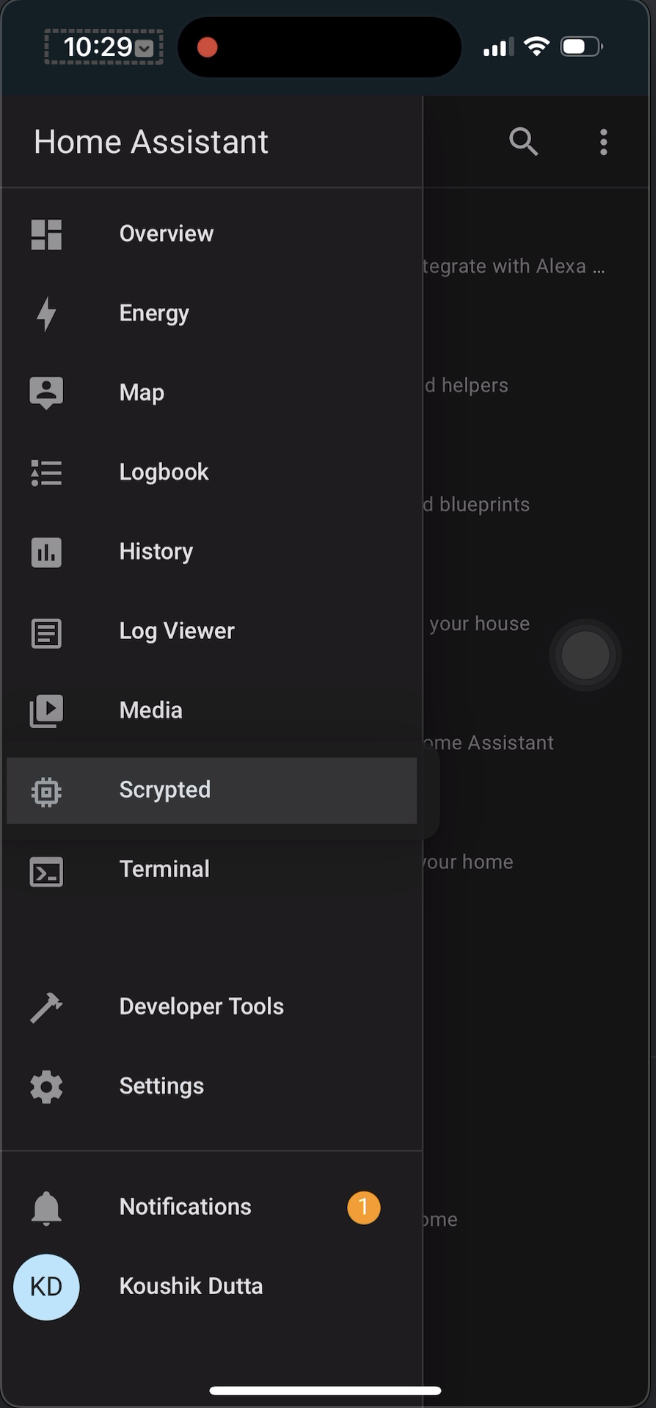 10:29
Home Assistant
Overview
tegrate with Alexa ...
Energy
Map
d helpers
Logbook
d blueprints
History
Log Viewer
your house
Media
ome Assistant
Scrypted
Terminal
your home
Developer Tools
Settings
Notifications
1
ome
KD
Koushik Dutta